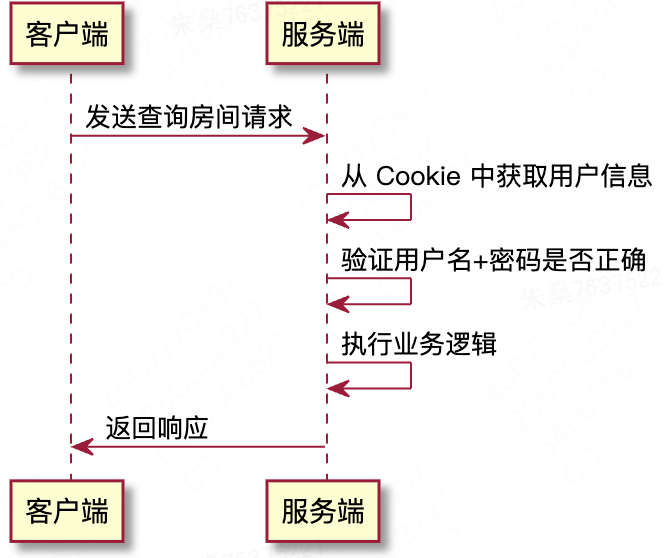 客户端 服务端
发送查询房间请求
从 Cookie 中获取用户信息
验证用户名+密码是否正确
执行业务逻辑
返回响应
客户端 服务端